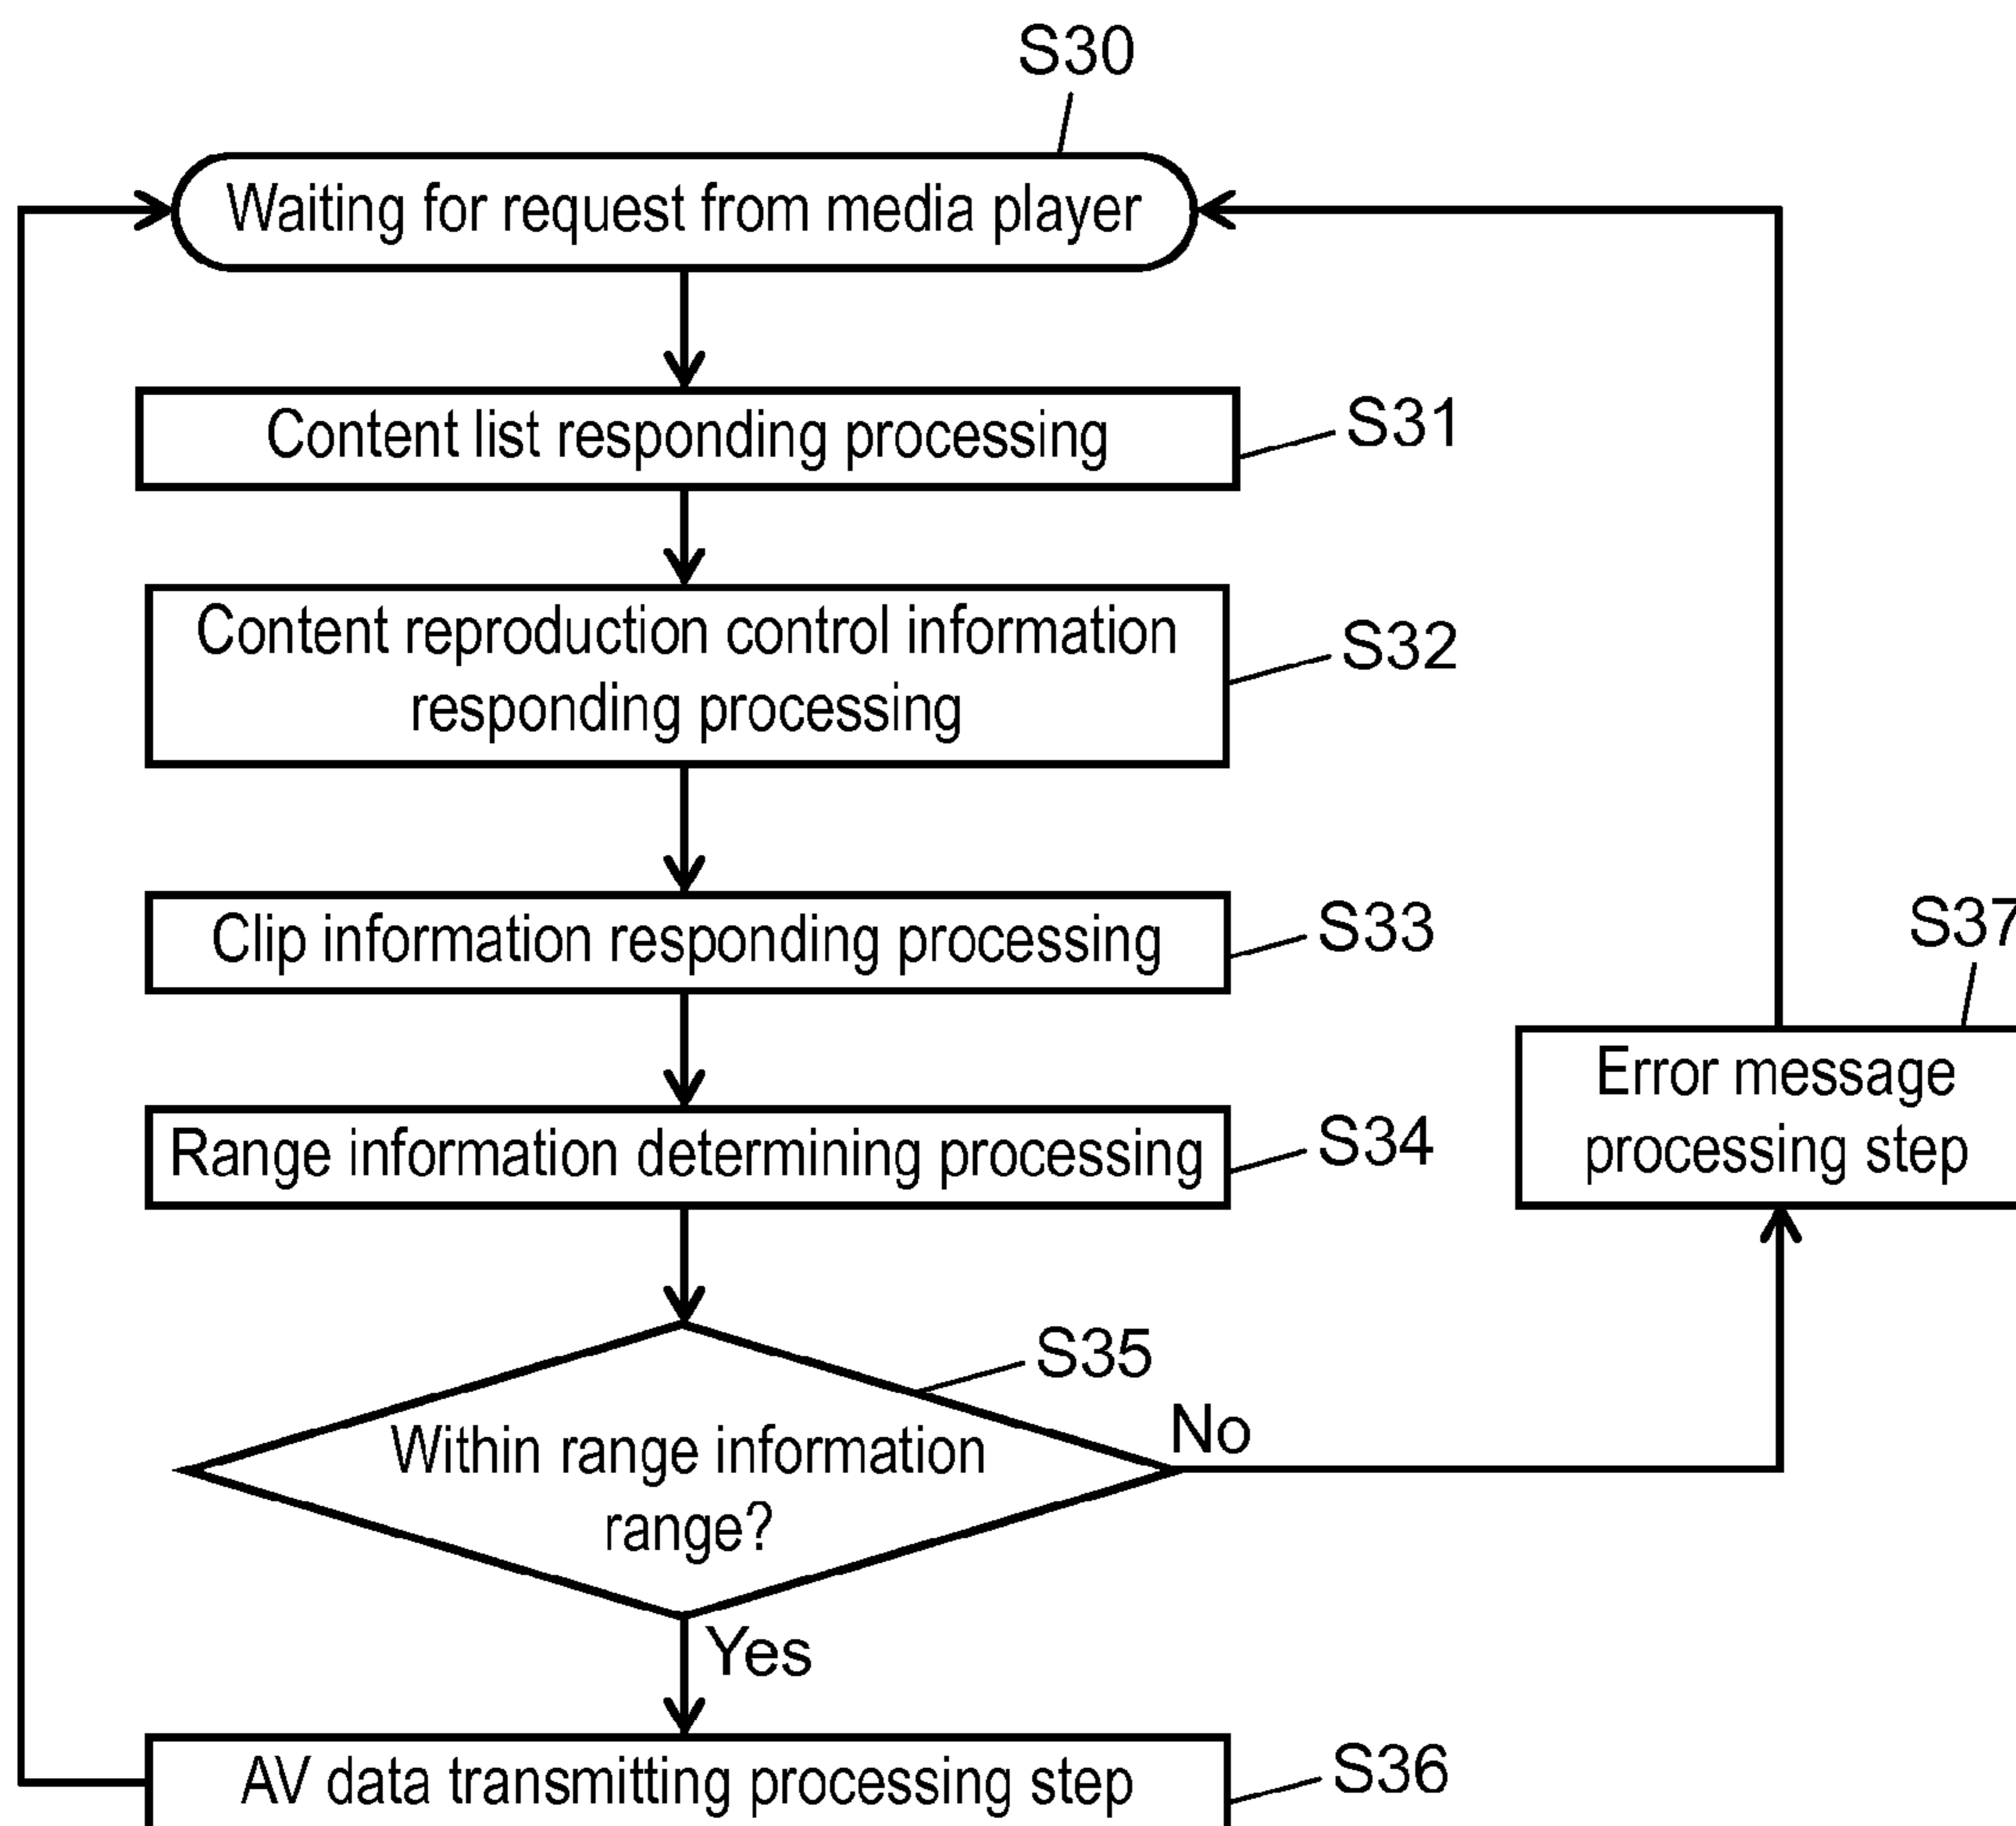 S30
Waiting for request from media player
Content list responding processing
S31
Content reproduction control information
responding processing
S32
Clip information responding processing
S33
S37
Range information determining processing
S34
Error message
processing step
S35
Within range information
range?
No
Yes
AV data transmitting processing step
S36